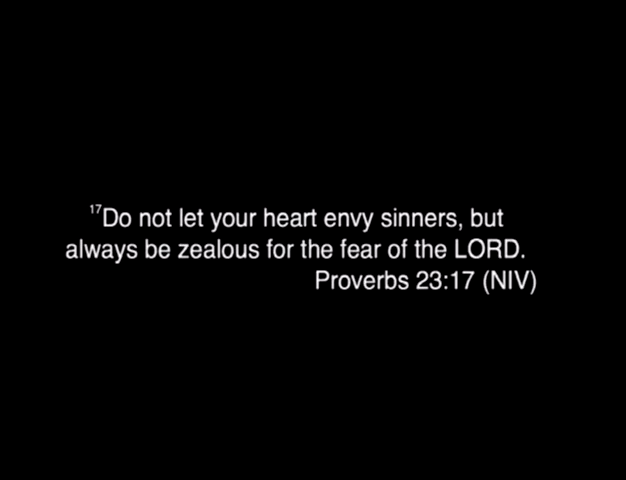 17Do not let your heart envy sinners, but
always be zealous for the fear of the LORD.
Proverbs 23:17 (NIV)